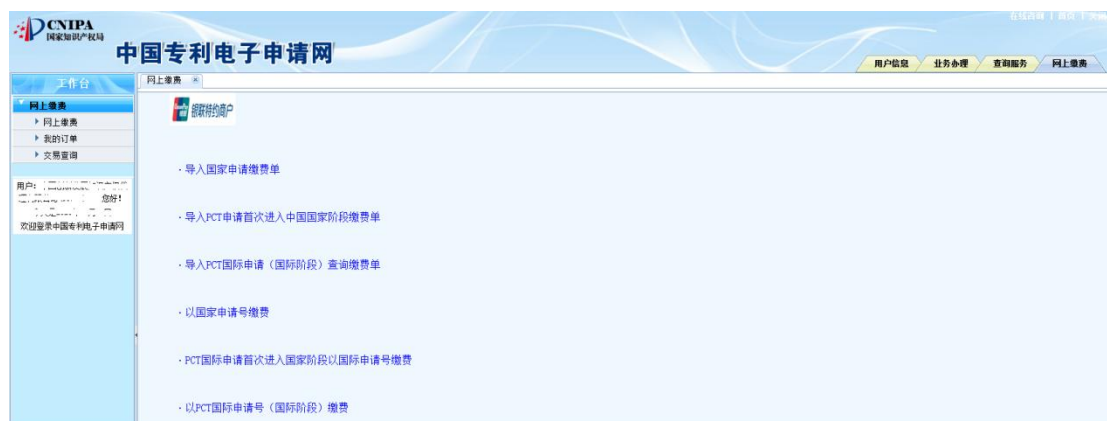 CNIPA
国家知识产权局
中国专利电子申请网
在线咨询 | 首页 |
用户信息 业务办理 查询服务 网上缴费
工作台
网上缴费
网上缴费
网上缴费
我的订单
交易查询
用户:
您好!
欢迎登录中国专利电子申请网
银联特约商户
· 导入国家申请缴费单
· 导入PCT申请首次进入中国国家阶段缴费单
· 导入PCT国际申请（国际阶段）查询缴费单
· 以国家申请号缴费
· PCT国际申请首次进入国家阶段以国际申请号缴费
· 以PCT国际申请号（国际阶段）缴费